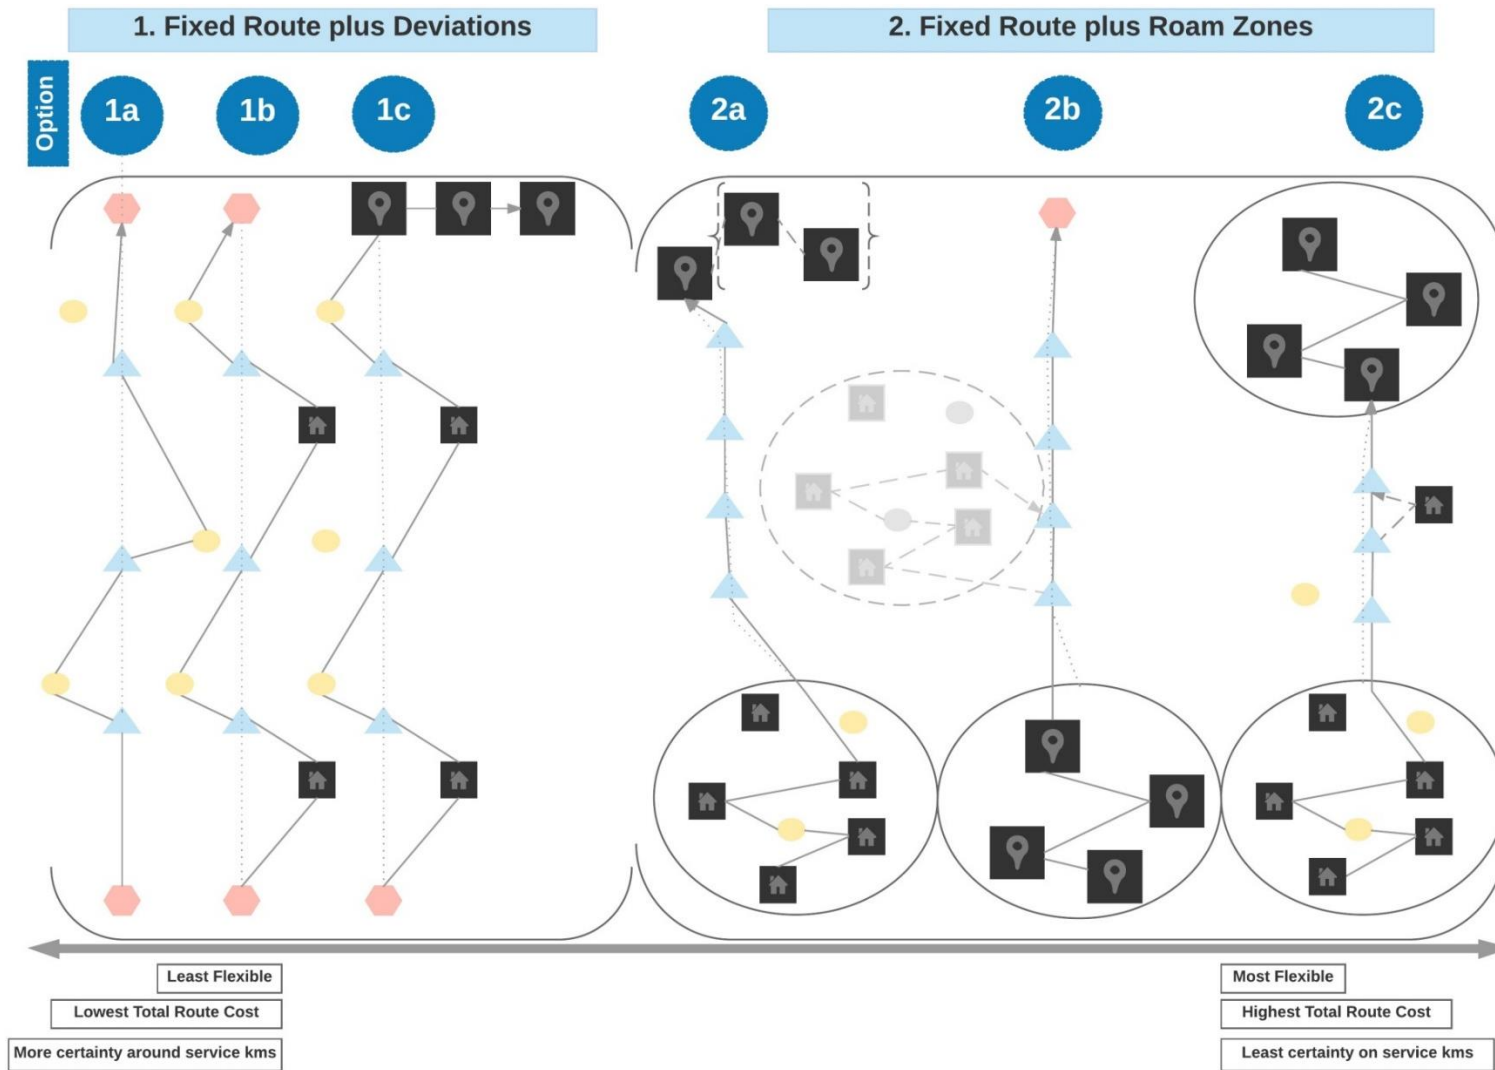 1. Fixed Route plus Deviations
2. Fixed Route plus Roam Zones
Option
1a
1b
1c
2a
2b
2c
Least Flexible
Lowest Total Route Cost
More certainty around service kms
Most Flexible
Highest Total Route Cost
Least certainty on service kms